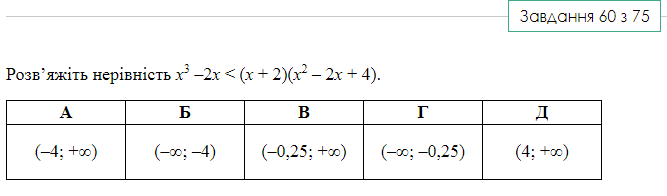 Завдання 60 з 75
Розв’яжіть нерівність x³ –2x < (x + 2)(x² – 2x + 4).
А Б В Г Д
(–4; +∞) (–∞; –4) (–0,25; +∞) (–∞; –0,25) (4; +∞)